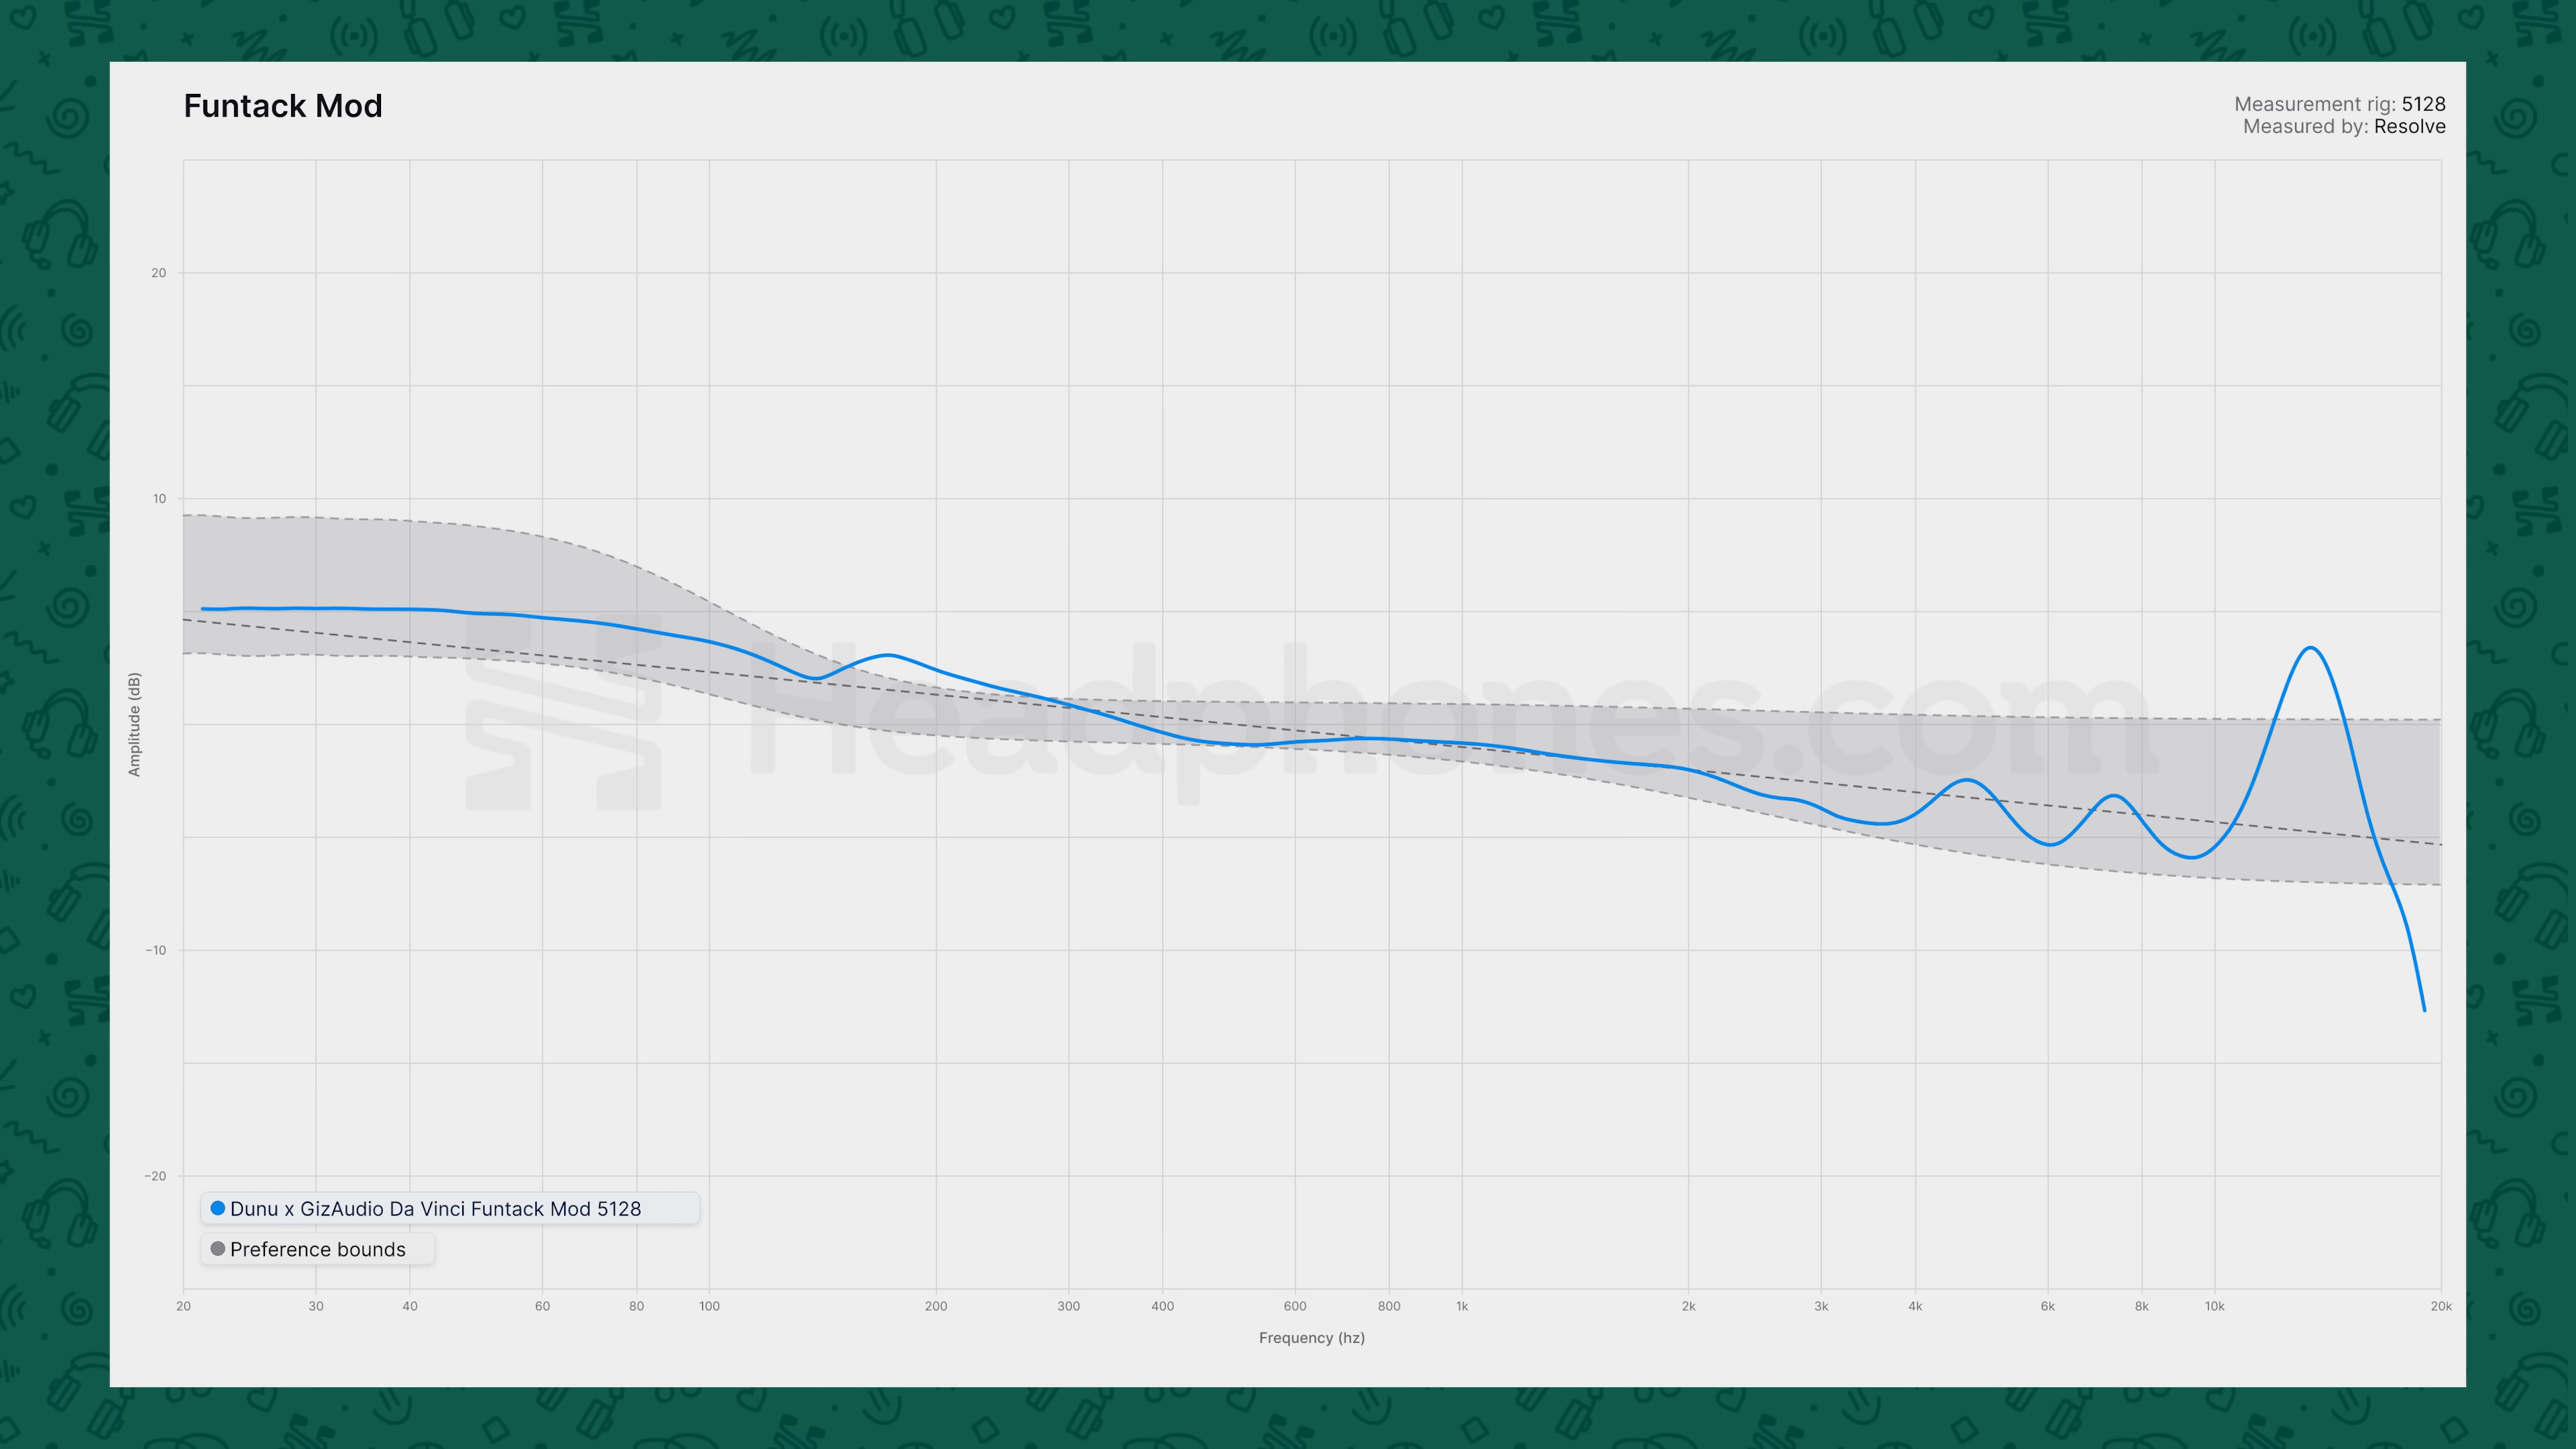 Funtack Mod
Measurement rig: 5128
Measured by: Resolve
20
10
−10
−20
Amplitude (dB)
Headphones.com
Dunu x GizAudio Da Vinci Funtack Mod 5128
Preference bounds
20 30 40 60 80 100 200 300 400 600 800 1k 2k 3k 4k 6k 8k 10k 20k
Frequency (hz)